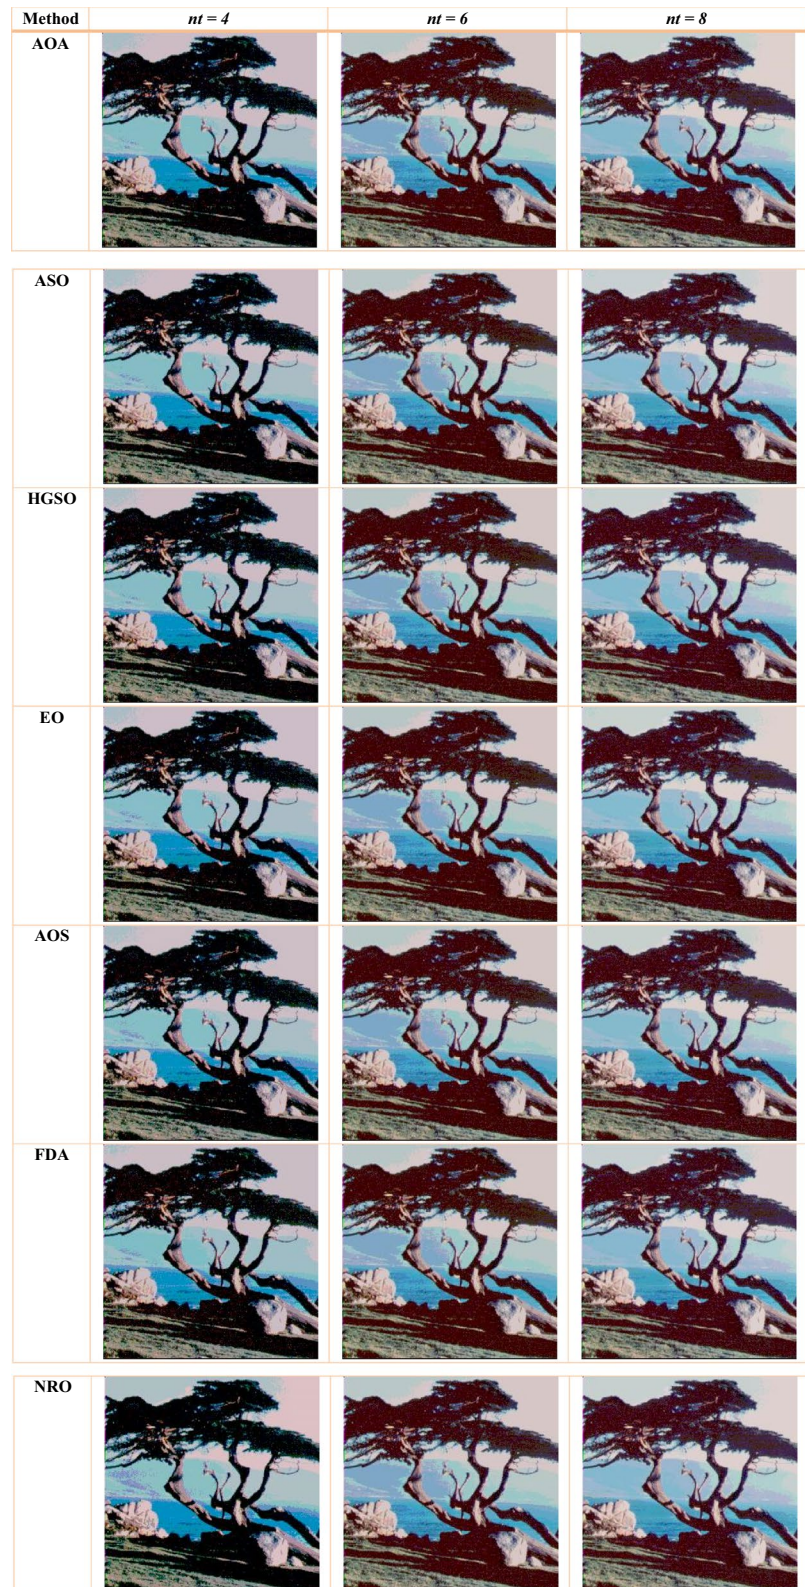 Method nt = 4 nt = 6 nt = 8
AOA
ASO
HGSO
EO
AOS
FDA
NRO